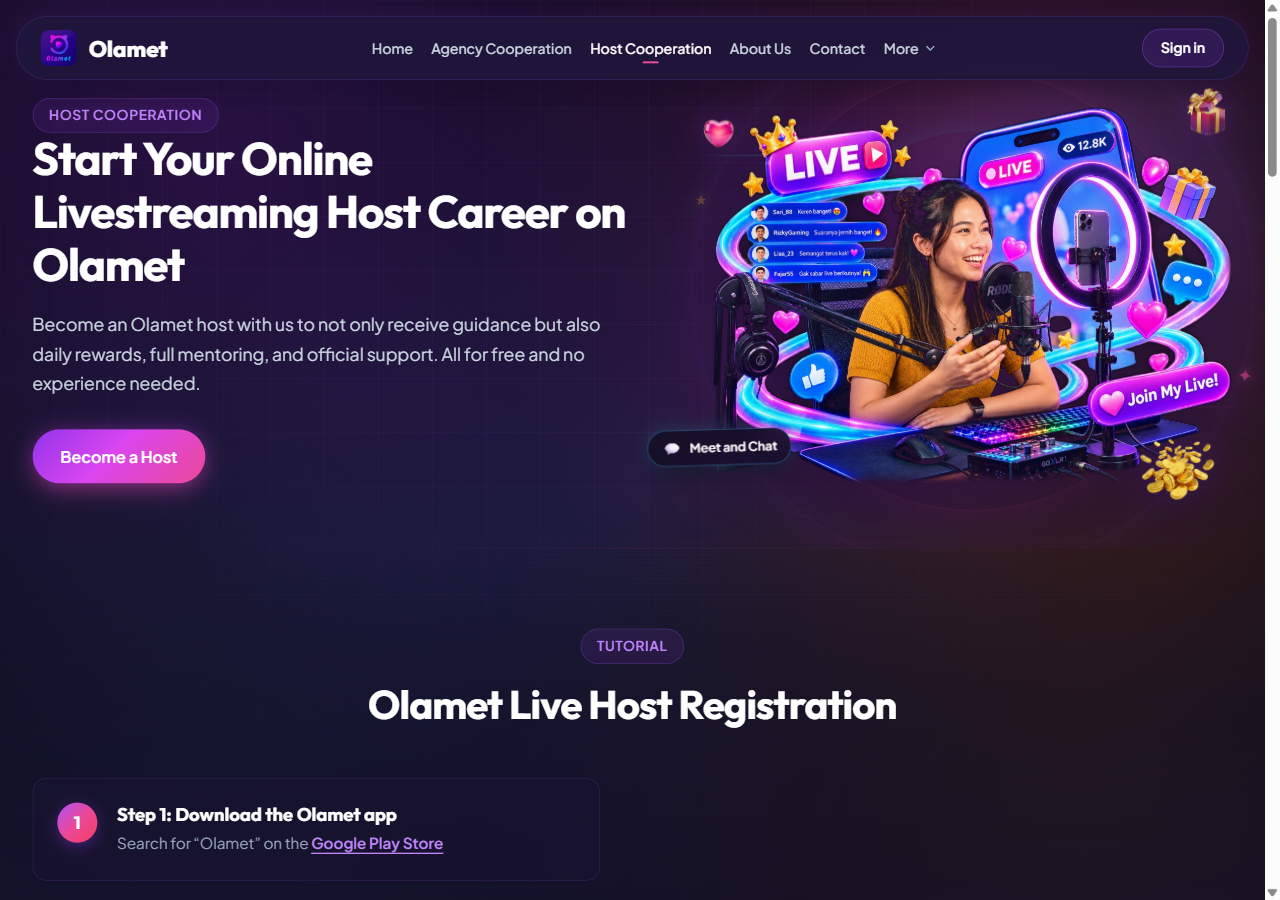 Olamet
Olamet
Home
Agency Cooperation
Host Cooperation
About Us
Contact
More
Sign in
HOST COOPERATION
Start Your Online
Livestreaming Host Career on
Olamet
Become an Olamet host with us to not only receive guidance but also
daily rewards, full mentoring, and official support. All for free and no
experience needed.
Become a Host
LIVE
LIVE
12.8K
Sari_88 Keren banget! 😍
RizkyGaming Suaranya jernih banget! 🔥
Liaa_23 Semangat terus kak! 💜
Fajar55 Gak sabar live berikutnya! 🙌
RØDE
Join My Live!
Meet and Chat
GOXLR
TUTORIAL
Olamet Live Host Registration
1
Step 1: Download the Olamet app
Search for “Olamet” on the Google Play Store